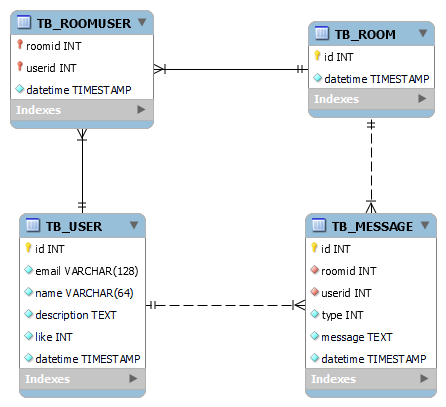 TB_ROOMUSER
roomid INT
userid INT
datetime TIMESTAMP
Indexes
TB_ROOM
id INT
datetime TIMESTAMP
Indexes
TB_USER
id INT
email VARCHAR(128)
name VARCHAR(64)
description TEXT
like INT
datetime TIMESTAMP
Indexes
TB_MESSAGE
id INT
roomid INT
userid INT
type INT
message TEXT
datetime TIMESTAMP
Indexes